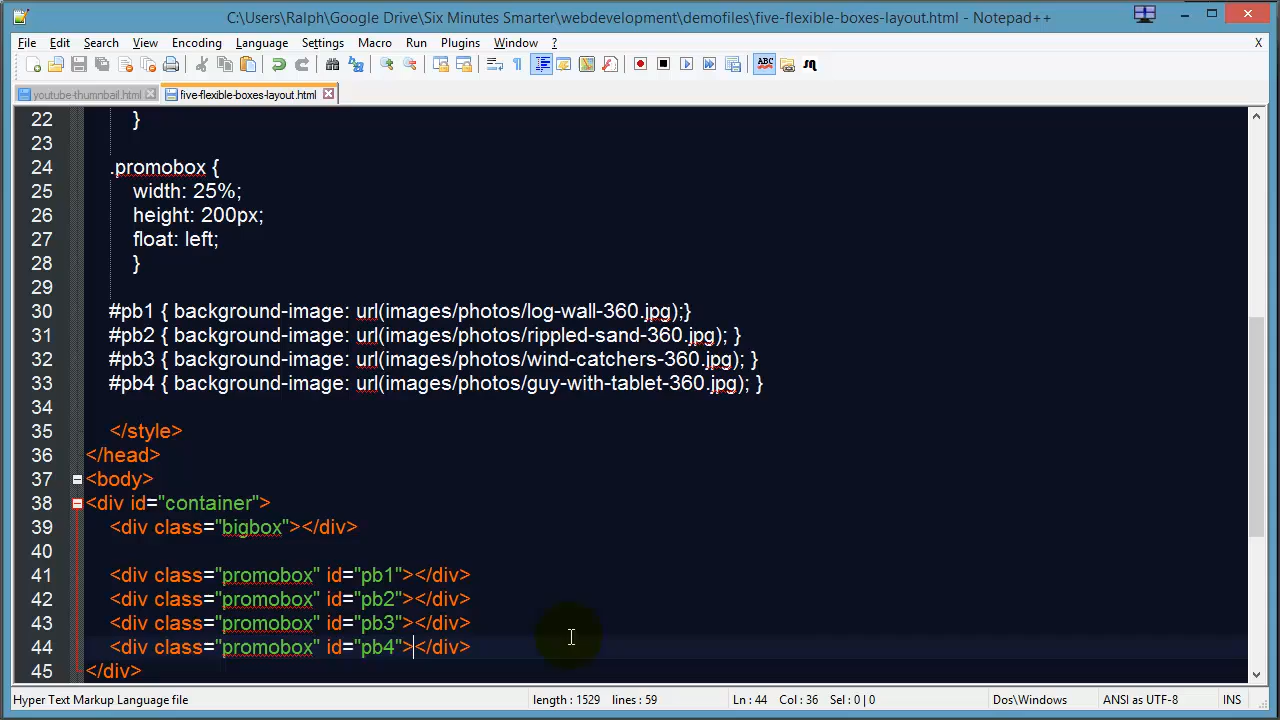 C:\Users\Ralph\Google Drive\Six Minutes Smarter\webdevelopment\demofiles\five-flexible-boxes-layout.html - Notepad++
File Edit Search View Encoding Language Settings Macro Run Plugins Window ? X
youtube-thumbnail.html five-flexible-boxes-layout.html
22 }
23
24 .promobox {
25 width: 25%;
26 height: 200px;
27 float: left;
28 }
29
30 #pb1 { background-image: url(images/photos/log-wall-360.jpg);}
31 #pb2 { background-image: url(images/photos/rippled-sand-360.jpg); }
32 #pb3 { background-image: url(images/photos/wind-catchers-360.jpg); }
33 #pb4 { background-image: url(images/photos/guy-with-tablet-360.jpg); }
34
35 </style>
36 </head>
37 <body>
38 <div id="container">
39 <div class="bigbox"></div>
40
41 <div class="promobox" id="pb1"></div>
42 <div class="promobox" id="pb2"></div>
43 <div class="promobox" id="pb3"></div>
44 <div class="promobox" id="pb4"></div>
45 </div>
Hyper Text Markup Language file length : 1529 lines : 59 Ln : 44 Col : 36 Sel : 0 | 0 Dos\Windows ANSI as UTF-8 INS